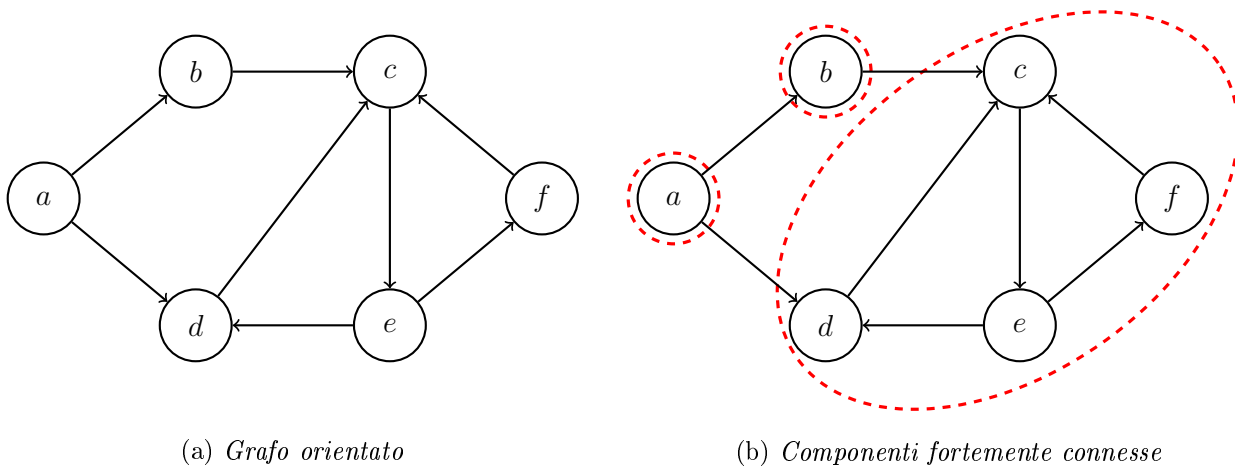 b
c
a
f
d
e
(a) Grafo orientato
b
c
a
f
d
e
(b) Componenti fortemente connesse